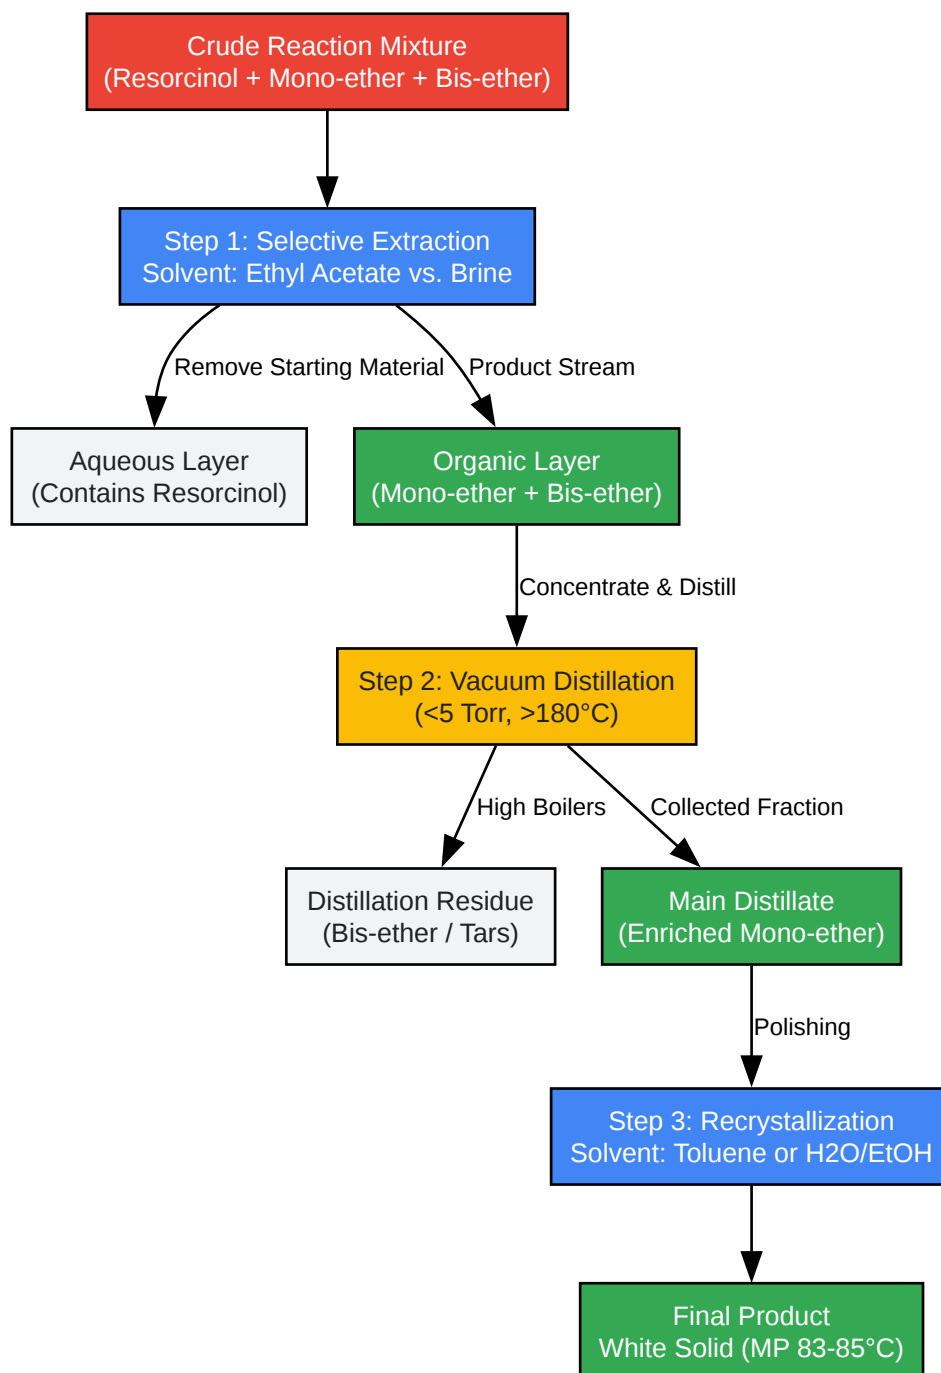 Crude Reaction Mixture
(Resorcinol + Mono-ether + Bis-ether)
Step 1: Selective Extraction
Solvent: Ethyl Acetate vs. Brine
Remove Starting Material
Product Stream
Aqueous Layer
(Contains Resorcinol)
Organic Layer
(Mono-ether + Bis-ether)
Concentrate & Distill
Step 2: Vacuum Distillation
(<5 Torr, >180°C)
High Boilers
Collected Fraction
Distillation Residue
(Bis-ether / Tars)
Main Distillate
(Enriched Mono-ether)
Polishing
Step 3: Recrystallization
Solvent: Toluene or H2O/EtOH
Final Product
White Solid (MP 83-85°C)